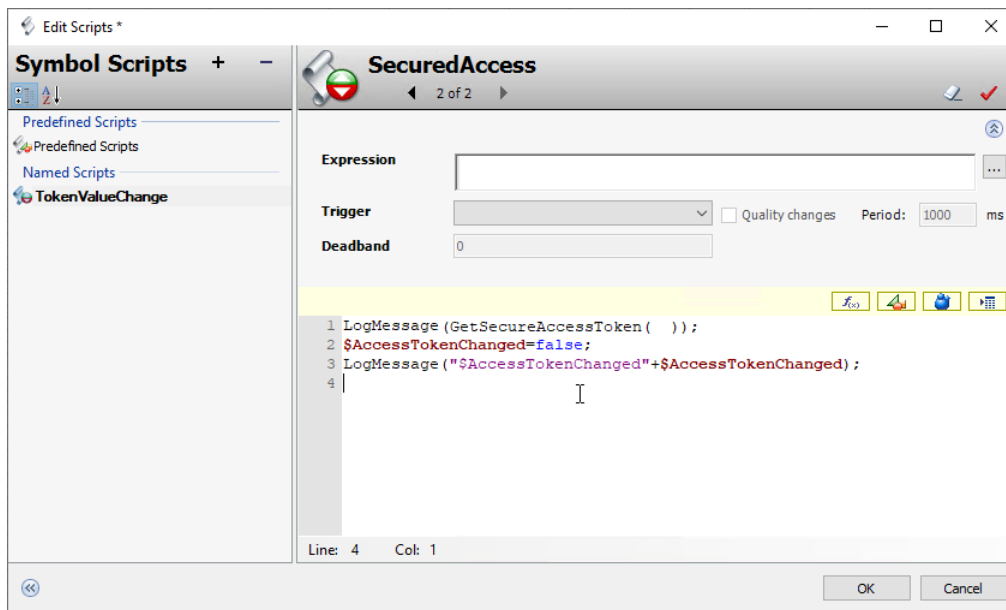 Edit Scripts *
Symbol Scripts + −
SecuredAccess
2 of 2
Predefined Scripts
Predefined Scripts
Named Scripts
TokenValueChange
Expression
...
Trigger
Quality changes Period: 1000 ms
Deadband 0
f(x)
1 LogMessage(GetSecureAccessToken( ));
2 $AccessTokenChanged=false;
3 LogMessage("$AccessTokenChanged"+$AccessTokenChanged);
4
Line: 4 Col: 1
OK Cancel